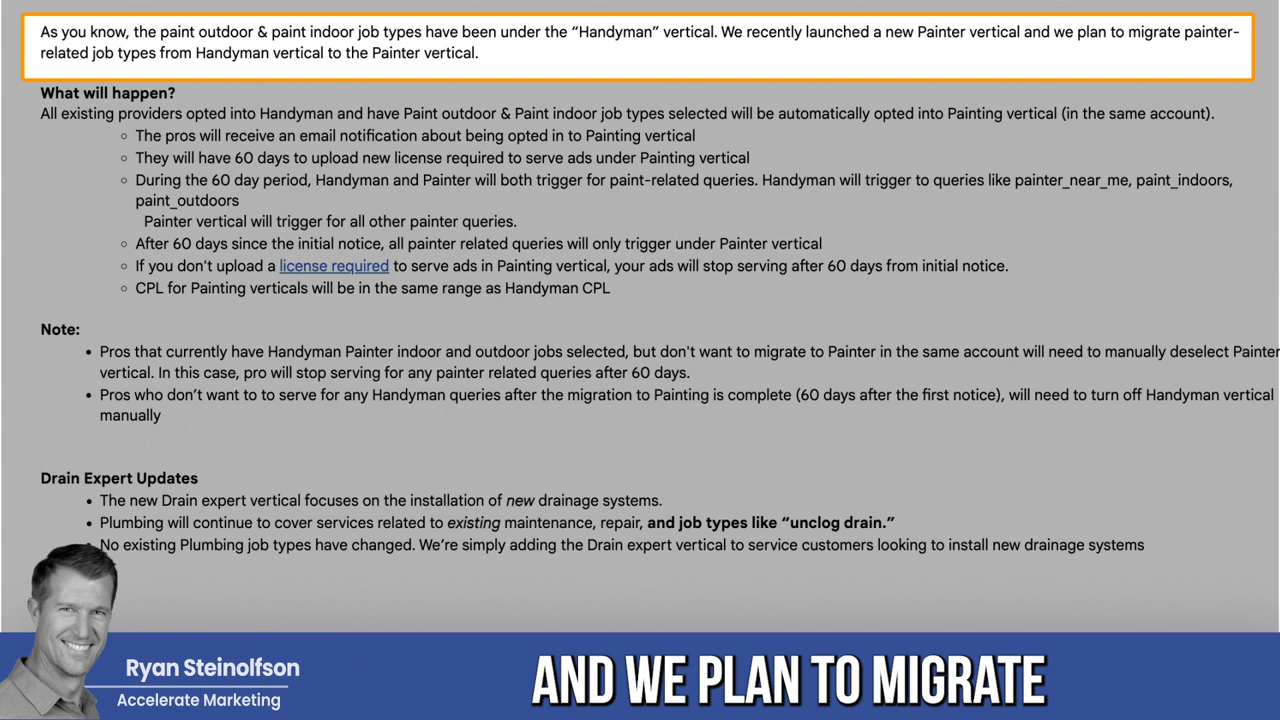 As you know, the paint outdoor & paint indoor job types have been under the “Handyman” vertical. We recently launched a new Painter vertical and we plan to migrate painter-
related job types from Handyman vertical to the Painter vertical.
What will happen?
All existing providers opted into Handyman and have Paint outdoor & Paint indoor job types selected will be automatically opted into Painting vertical (in the same account).
○ The pros will receive an email notification about being opted in to Painting vertical
○ They will have 60 days to upload new license required to serve ads under Painting vertical
○ During the 60 day period, Handyman and Painter will both trigger for paint-related queries. Handyman will trigger to queries like painter_near_me, paint_indoors,
paint_outdoors
Painter vertical will trigger for all other painter queries.
○ After 60 days since the initial notice, all painter related queries will only trigger under Painter vertical
○ If you don't upload a license required to serve ads in Painting vertical, your ads will stop serving after 60 days from initial notice.
○ CPL for Painting verticals will be in the same range as Handyman CPL
Note:
• Pros that currently have Handyman Painter indoor and outdoor jobs selected, but don't want to migrate to Painter in the same account will need to manually deselect Painter
vertical. In this case, pro will stop serving for any painter related queries after 60 days.
• Pros who don’t want to to serve for any Handyman queries after the migration to Painting is complete (60 days after the first notice), will need to turn off Handyman vertical
manually
Drain Expert Updates
• The new Drain expert vertical focuses on the installation of new drainage systems.
• Plumbing will continue to cover services related to existing maintenance, repair, and job types like “unclog drain.”
• No existing Plumbing job types have changed. We’re simply adding the Drain expert vertical to service customers looking to install new drainage systems
Ryan Steinolfson
Accelerate Marketing
AND WE PLAN TO MIGRATE